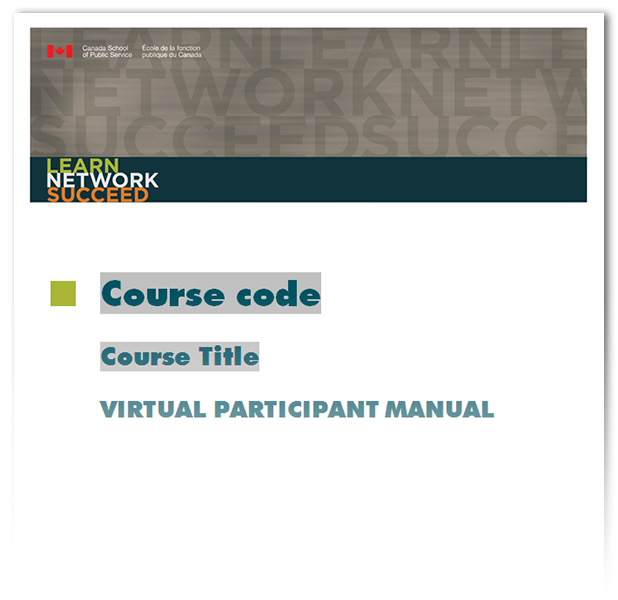 LEARNLEARNLEARN
NETWORKNETW
SUCCEEDSUCCE
Canada School
of Public Service
École de la fonction
publique du Canada
LEARN
NETWORK
SUCCEED
Course code
Course Title
VIRTUAL PARTICIPANT MANUAL